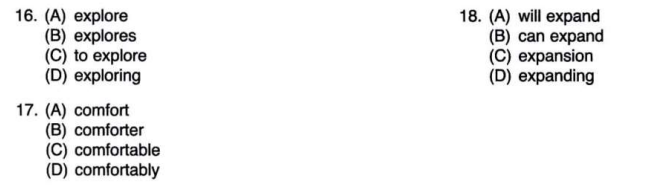 16. (A) explore
(B) explores
(C) to explore
(D) exploring
17. (A) comfort
(B) comforter
(C) comfortable
(D) comfortably
18. (A) will expand
(B) can expand
(C) expansion
(D) expanding